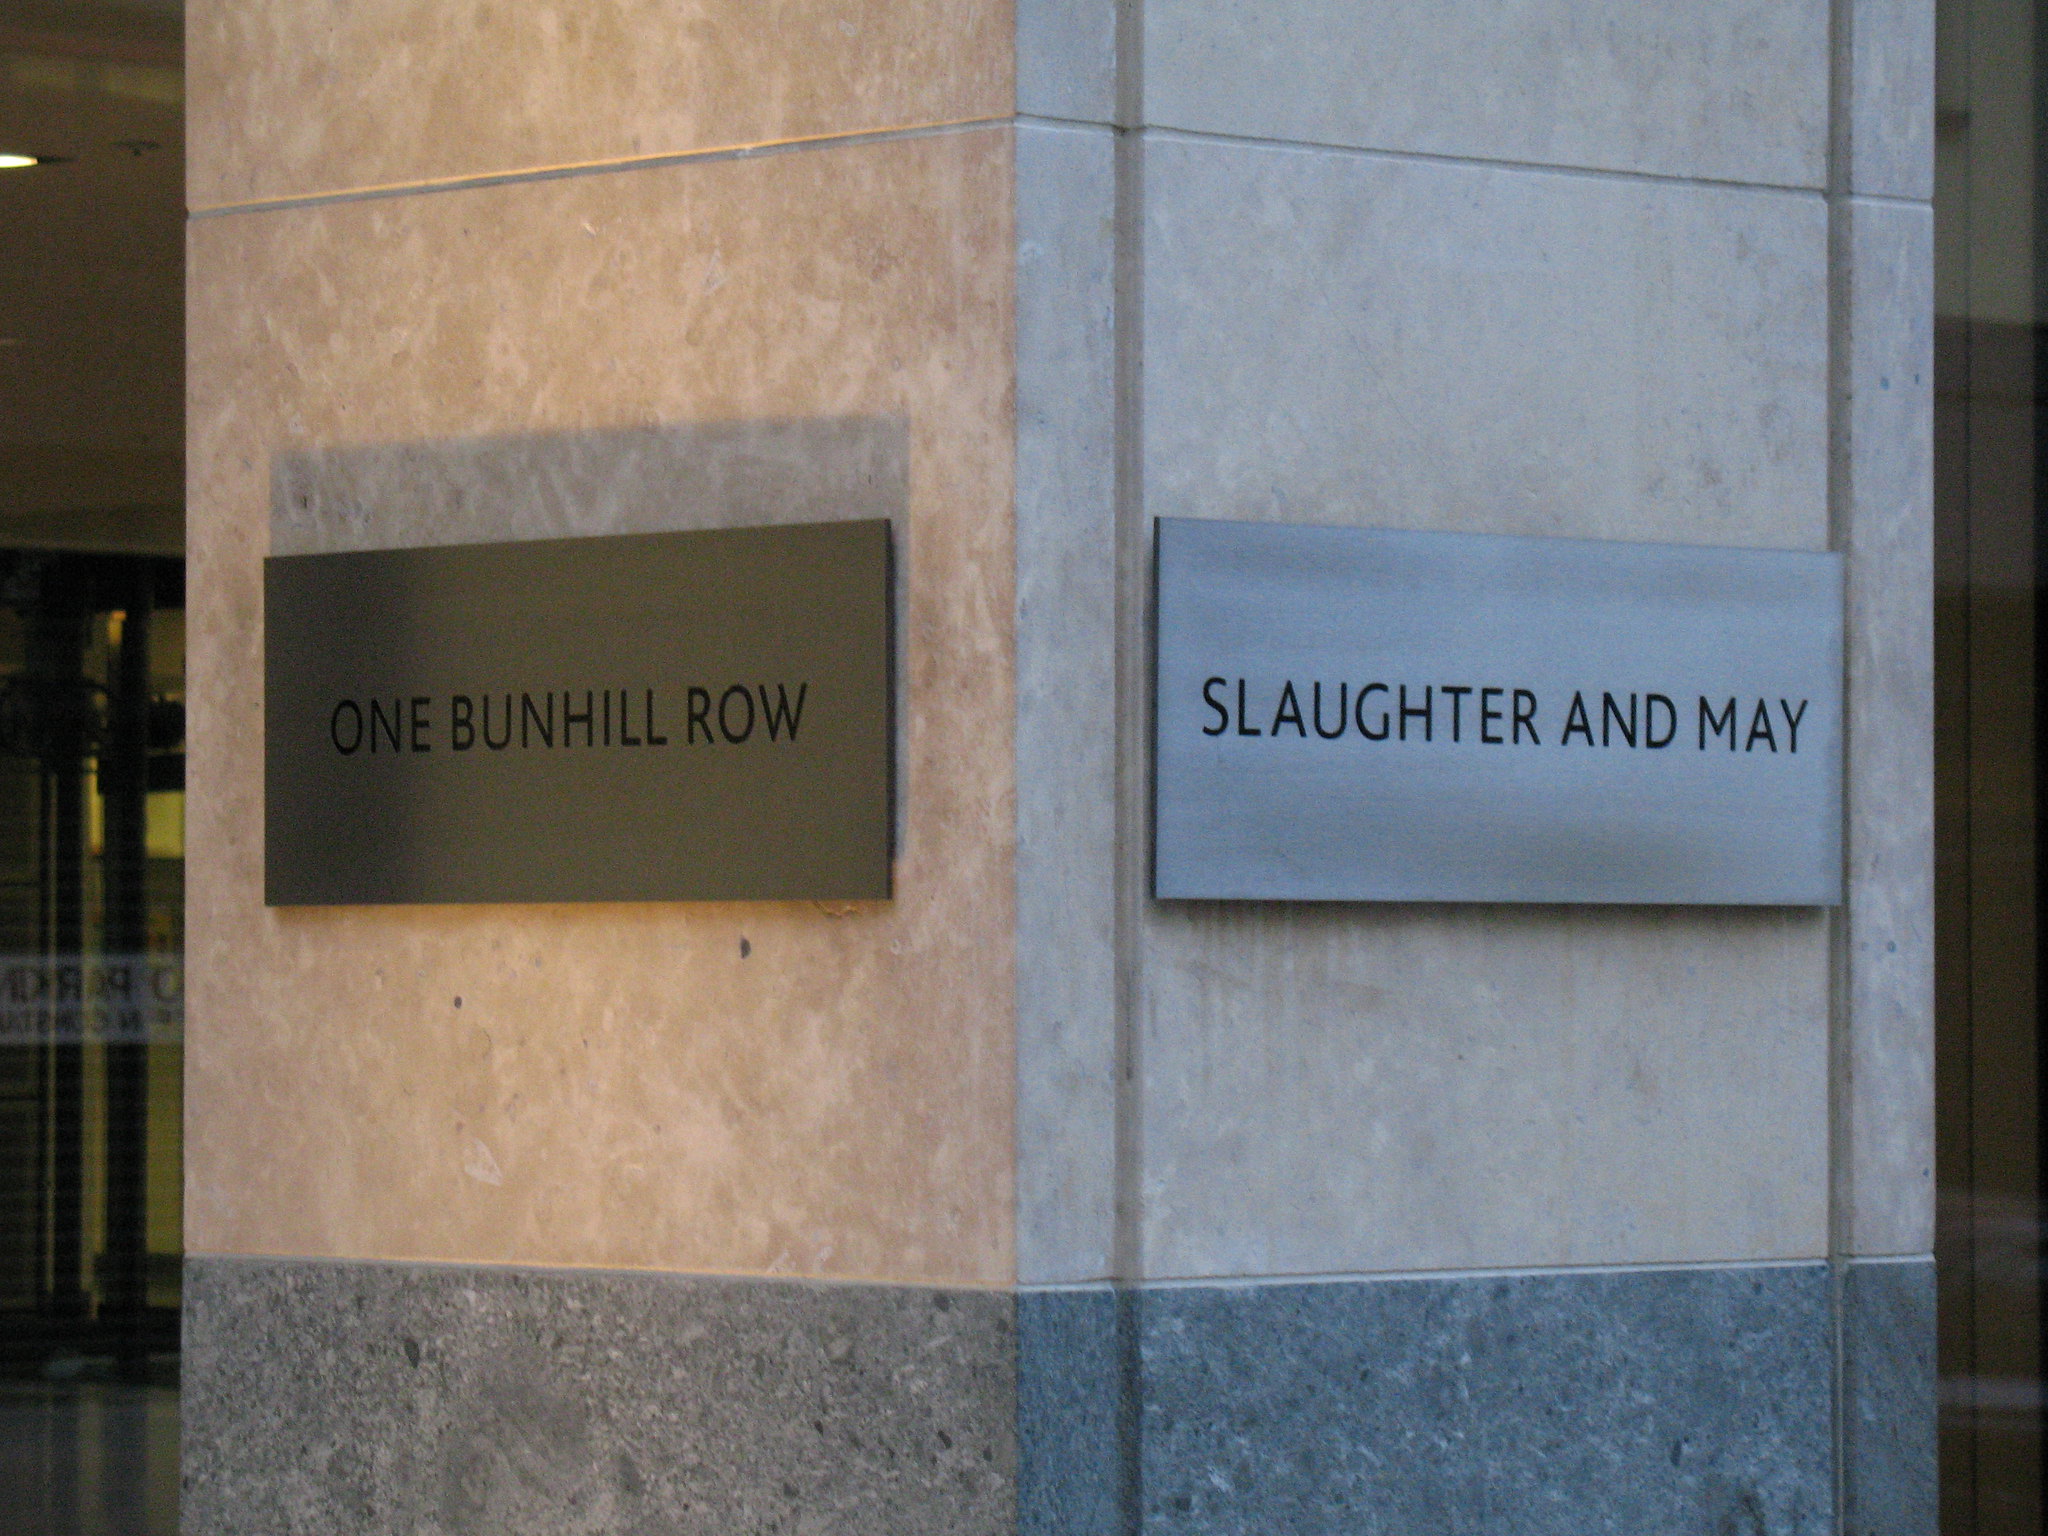 ONE BUNHILL ROW
SLAUGHTER AND MAY